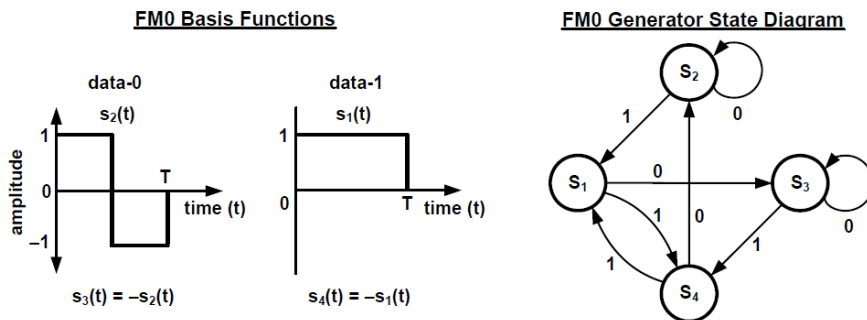 FM0 Basis Functions
data-0
s₂(t)
1
0
–1
amplitude
T
time (t)
s₃(t) = –s₂(t)
data-1
s₁(t)
1
0
T
time (t)
s₄(t) = –s₁(t)
FM0 Generator State Diagram
S₂
0
1
S₁
0
S₃
0
1
1
0
1
S₄